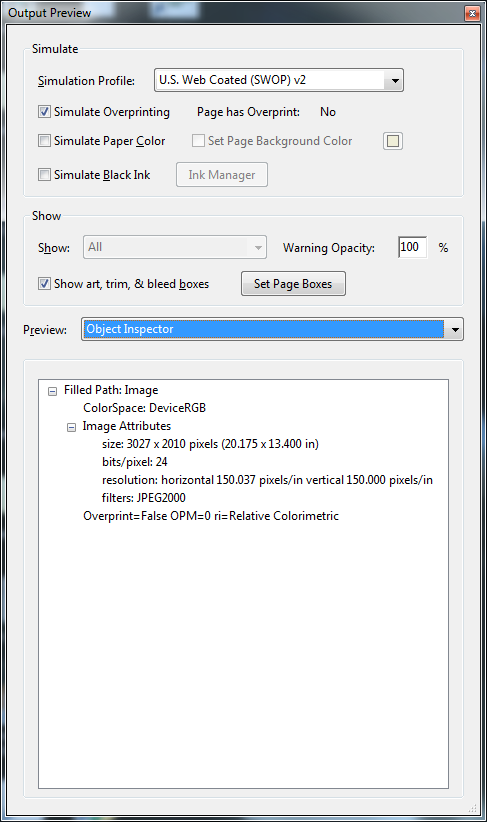 Output Preview
Simulate
Simulation Profile: U.S. Web Coated (SWOP) v2
Simulate Overprinting Page has Overprint: No
Simulate Paper Color Set Page Background Color
Simulate Black Ink Ink Manager
Show
Show: All Warning Opacity: 100 %
Show art, trim, & bleed boxes Set Page Boxes
Preview: Object Inspector
Filled Path: Image
ColorSpace: DeviceRGB
Image Attributes
size: 3027 x 2010 pixels (20.175 x 13.400 in)
bits/pixel: 24
resolution: horizontal 150.037 pixels/in vertical 150.000 pixels/in
filters: JPEG2000
Overprint=False OPM=0 ri=Relative Colorimetric